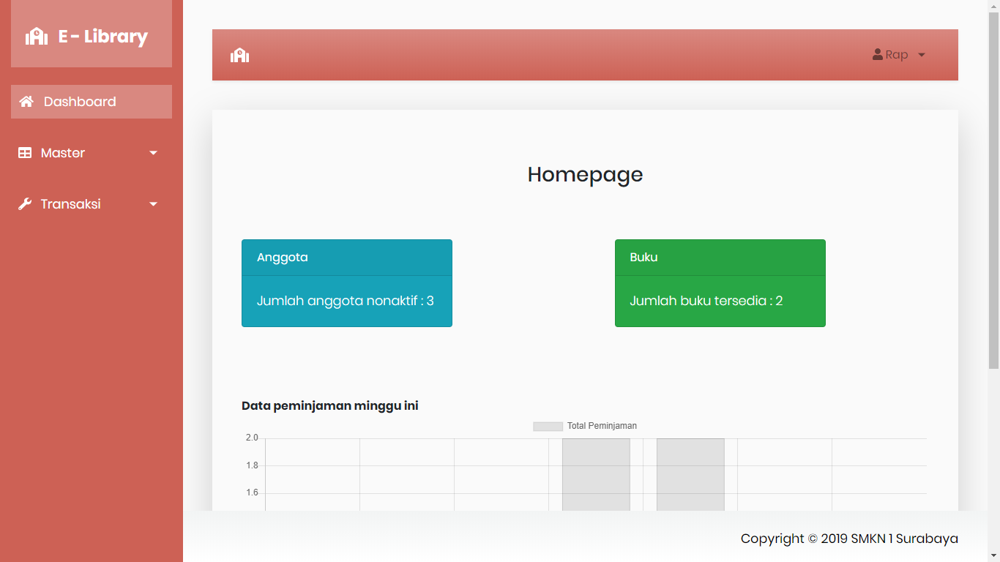 E - Library
Rap
Dashboard
Master
Transaksi
Homepage
Anggota
Jumlah anggota nonaktif : 3
Buku
Jumlah buku tersedia : 2
Data peminjaman minggu ini
Total Peminjaman
2.0
1.8
1.6
Copyright © 2019 SMKN 1 Surabaya